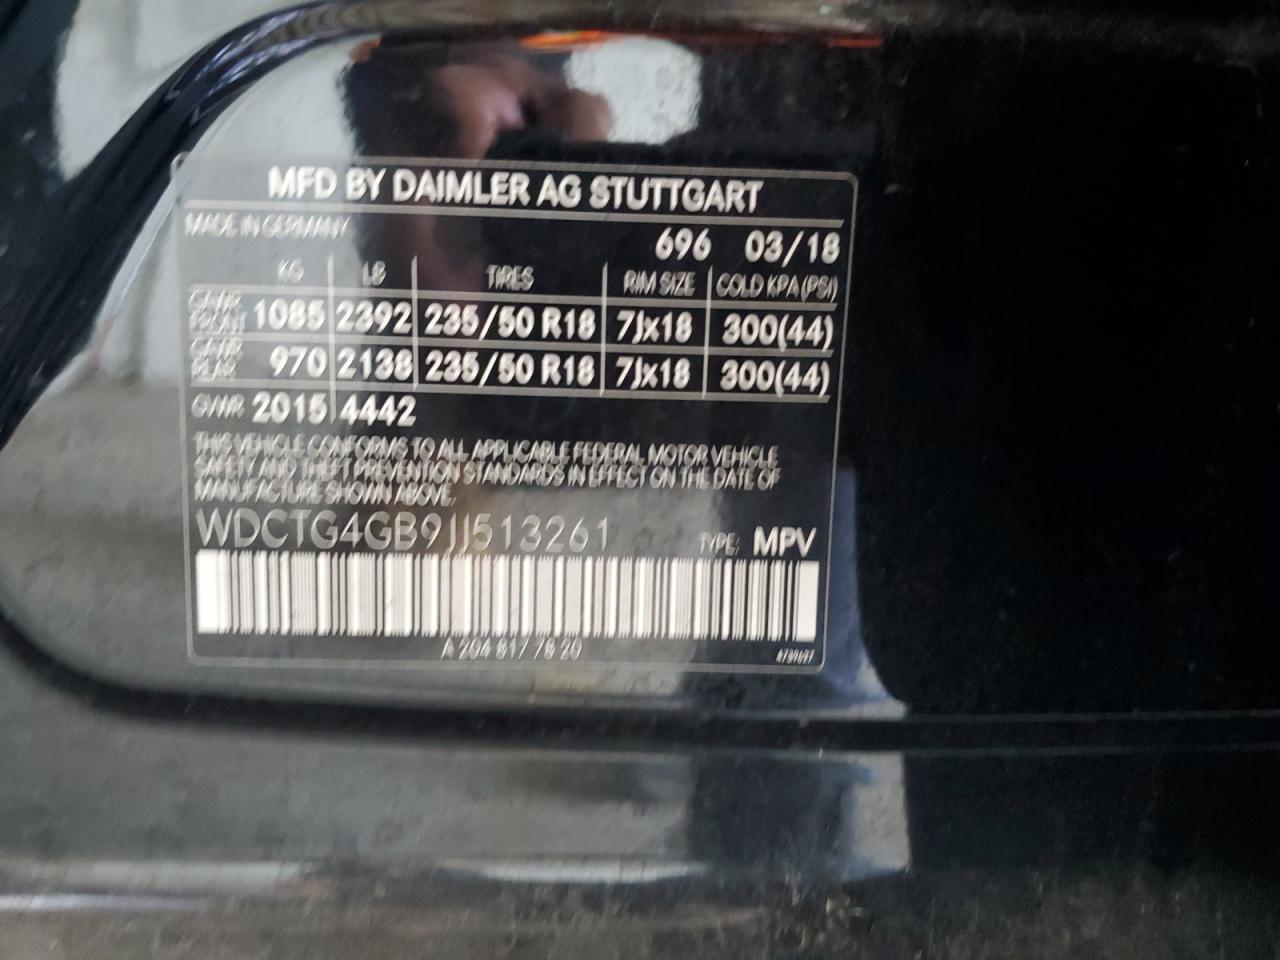 MFD BY DAIMLER AG STUTTGART
MADE IN GERMANY
696 03/18
KG LB TIRES RIM SIZE COLD KPA (PSI)
GAWR FRONT 1085 2392 235/50 R18 7Jx18 300(44)
GAWR REAR 970 2138 235/50 R18 7Jx18 300(44)
GVWR 2015 4442
THIS VEHICLE CONFORMS TO ALL APPLICABLE FEDERAL MOTOR VEHICLE
SAFETY AND THEFT PREVENTION STANDARDS IN EFFECT ON THE DATE OF
MANUFACTURE SHOWN ABOVE.
WDCTG4GB9JJ513261 TYPE: MPV
A 204 817 78 20